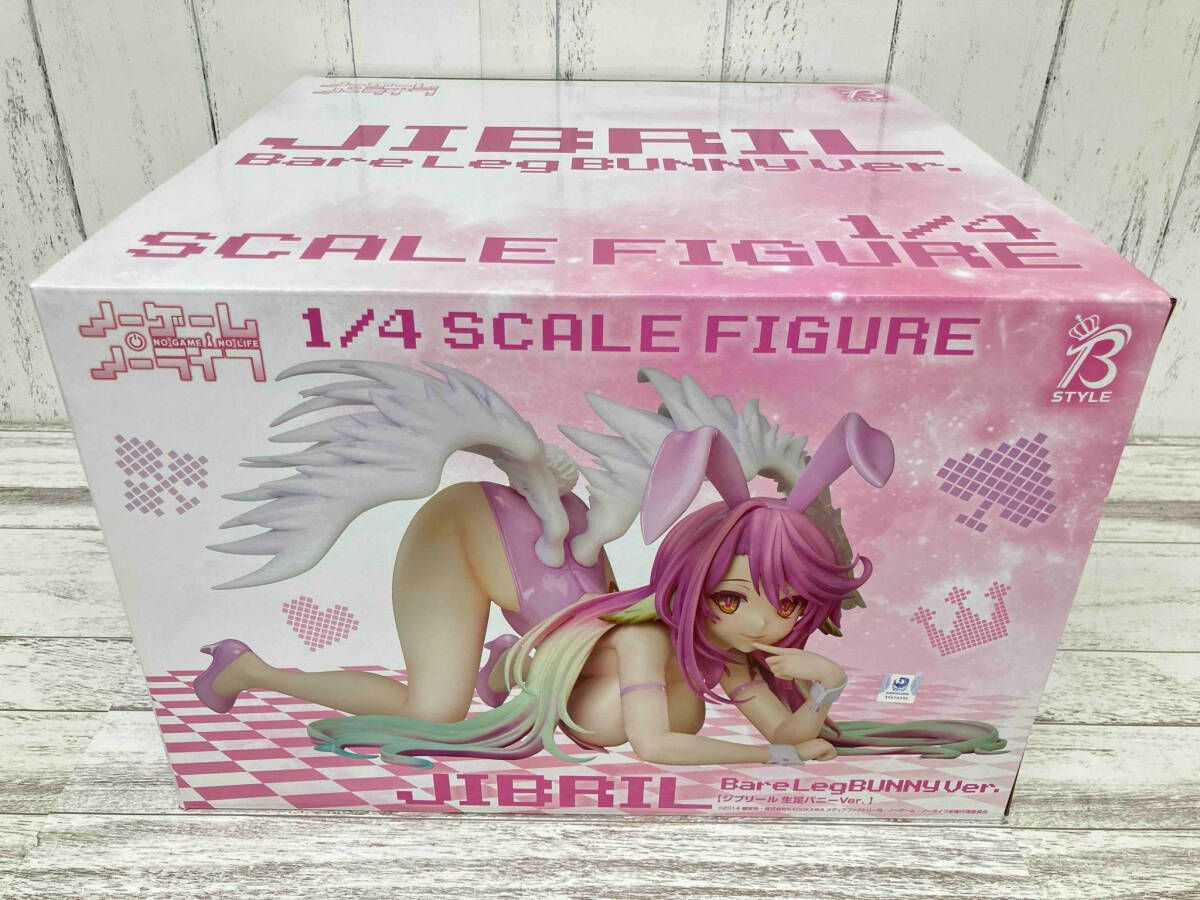 JIBRIL
Bare Leg BUNNY Ver.
1/4
SCALE FIGURE
ノーゲーム
NO GAME NO LIFE
ノーライフ
1/4 SCALE FIGURE
B
STYLE
JIBRIL
Bare Leg BUNNY Ver.
[ジブリール 生足バニーVer.]